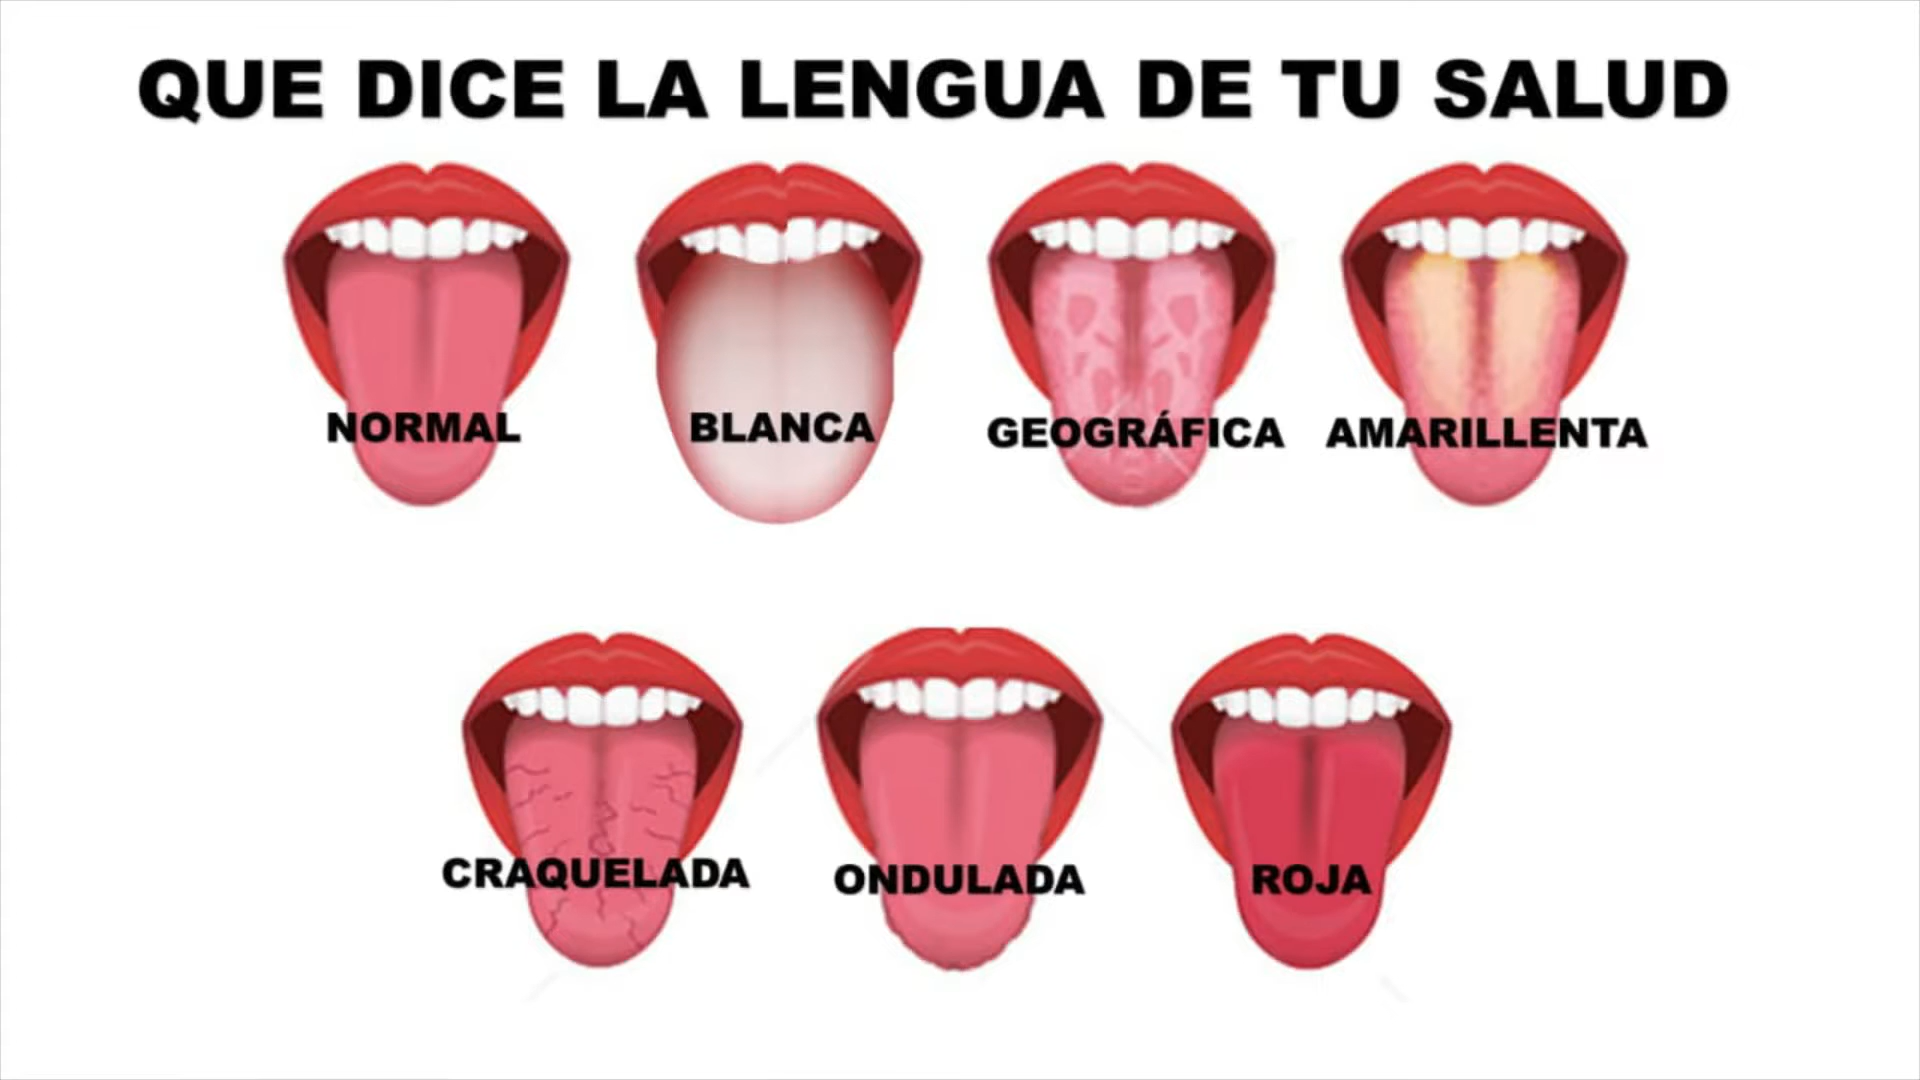 QUE DICE LA LENGUA DE TU SALUD
NORMAL
BLANCA
GEOGRÁFICA
AMARILLENTA
CRAQUELADA
ONDULADA
ROJA